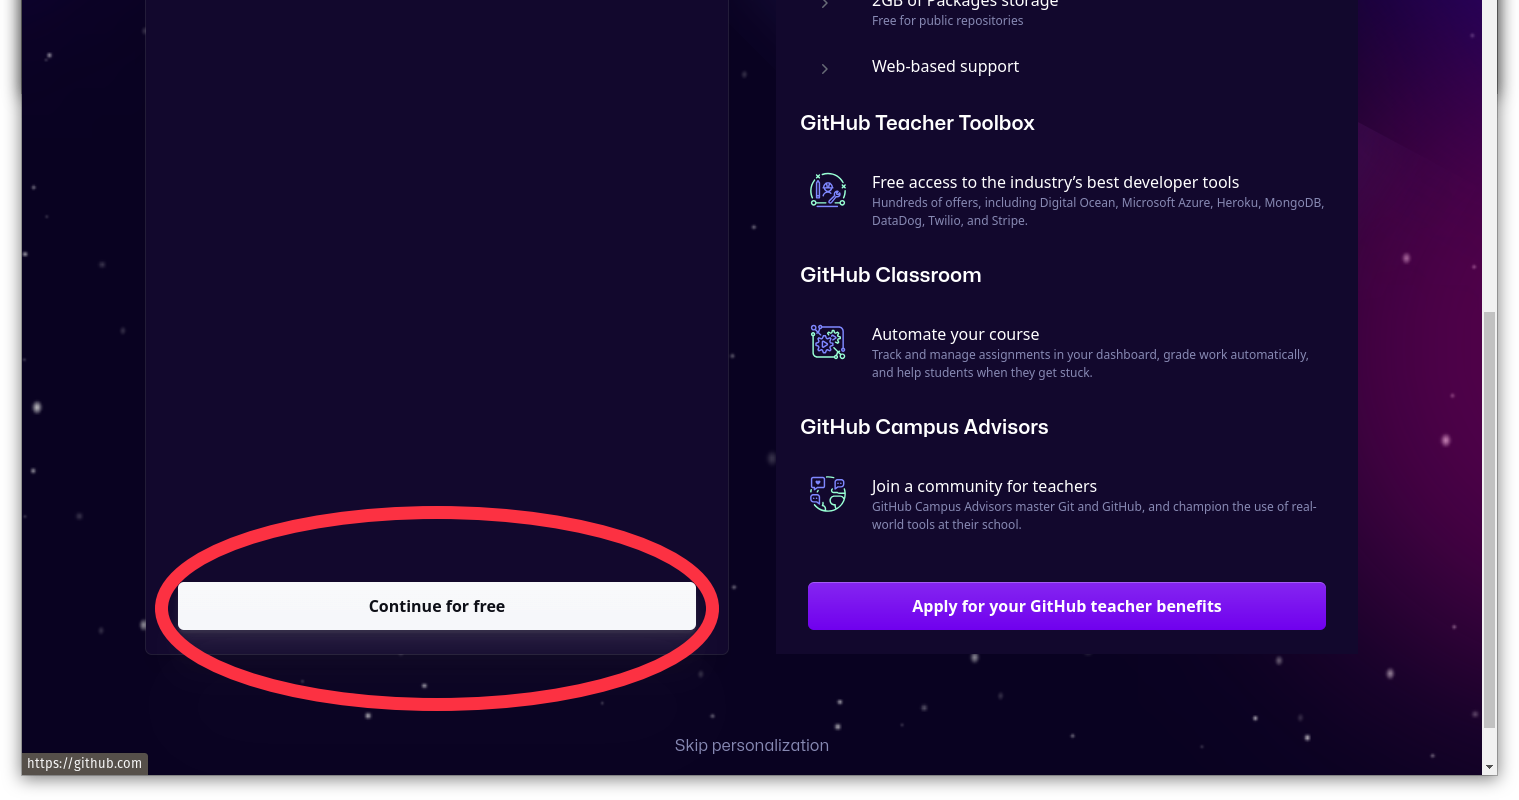 2GB of Packages storage
Free for public repositories
Web-based support
GitHub Teacher Toolbox
Free access to the industry’s best developer tools
Hundreds of offers, including Digital Ocean, Microsoft Azure, Heroku, MongoDB,
DataDog, Twilio, and Stripe.
GitHub Classroom
Automate your course
Track and manage assignments in your dashboard, grade work automatically,
and help students when they get stuck.
GitHub Campus Advisors
Join a community for teachers
GitHub Campus Advisors master Git and GitHub, and champion the use of real-
world tools at their school.
Continue for free
Apply for your GitHub teacher benefits
Skip personalization
https://github.com